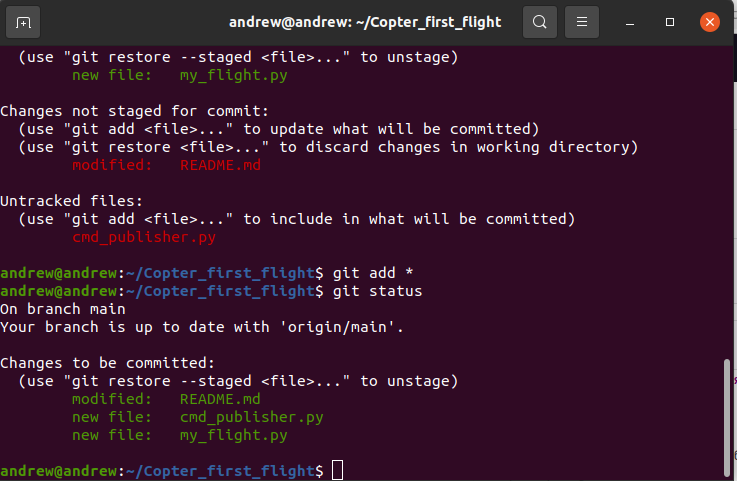 andrew@andrew: ~/Copter_first_flight
(use "git restore --staged <file>..." to unstage)
new file:   my_flight.py
Changes not staged for commit:
(use "git add <file>..." to update what will be committed)
(use "git restore <file>..." to discard changes in working directory)
modified:   README.md
Untracked files:
(use "git add <file>..." to include in what will be committed)
cmd_publisher.py
andrew@andrew:~/Copter_first_flight$ git add *
andrew@andrew:~/Copter_first_flight$ git status
On branch main
Your branch is up to date with 'origin/main'.
Changes to be committed:
(use "git restore --staged <file>..." to unstage)
modified:   README.md
new file:   cmd_publisher.py
new file:   my_flight.py
andrew@andrew:~/Copter_first_flight$